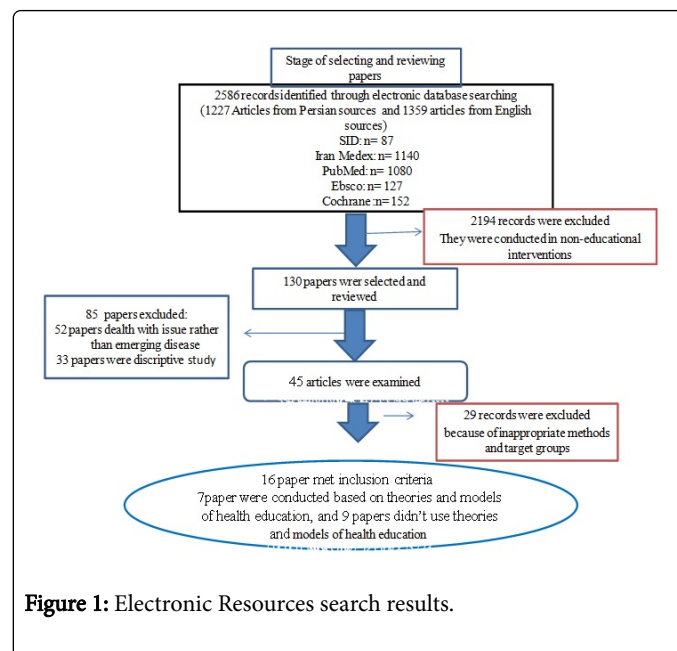 Stage of selecting and reviewing
papers
2586 records identified through electronic database searching
(1227 Articles from Persian sources and 1359 articles from English
sources)
SID: n= 87
Iran Medex: n= 1140
PubMed: n= 1080
Ebsco: n= 127
Cochrane :n= 152
2194 records were excluded
They were conducted in non-educational
interventions
130 papers wrer selected and
reviewed
85 papers excluded:
52 papers dealth with issue rather
than emerging disease
33 papers were discriptive study
45 articles were examined
29 records were excluded
because of inappropriate methods
and target groups
16 paper met inclusion criteria
7paper were conducted based on theories and models
of health education, and 9 papers didn't use theories
and models of health education
Figure 1: Electronic Resources search results.